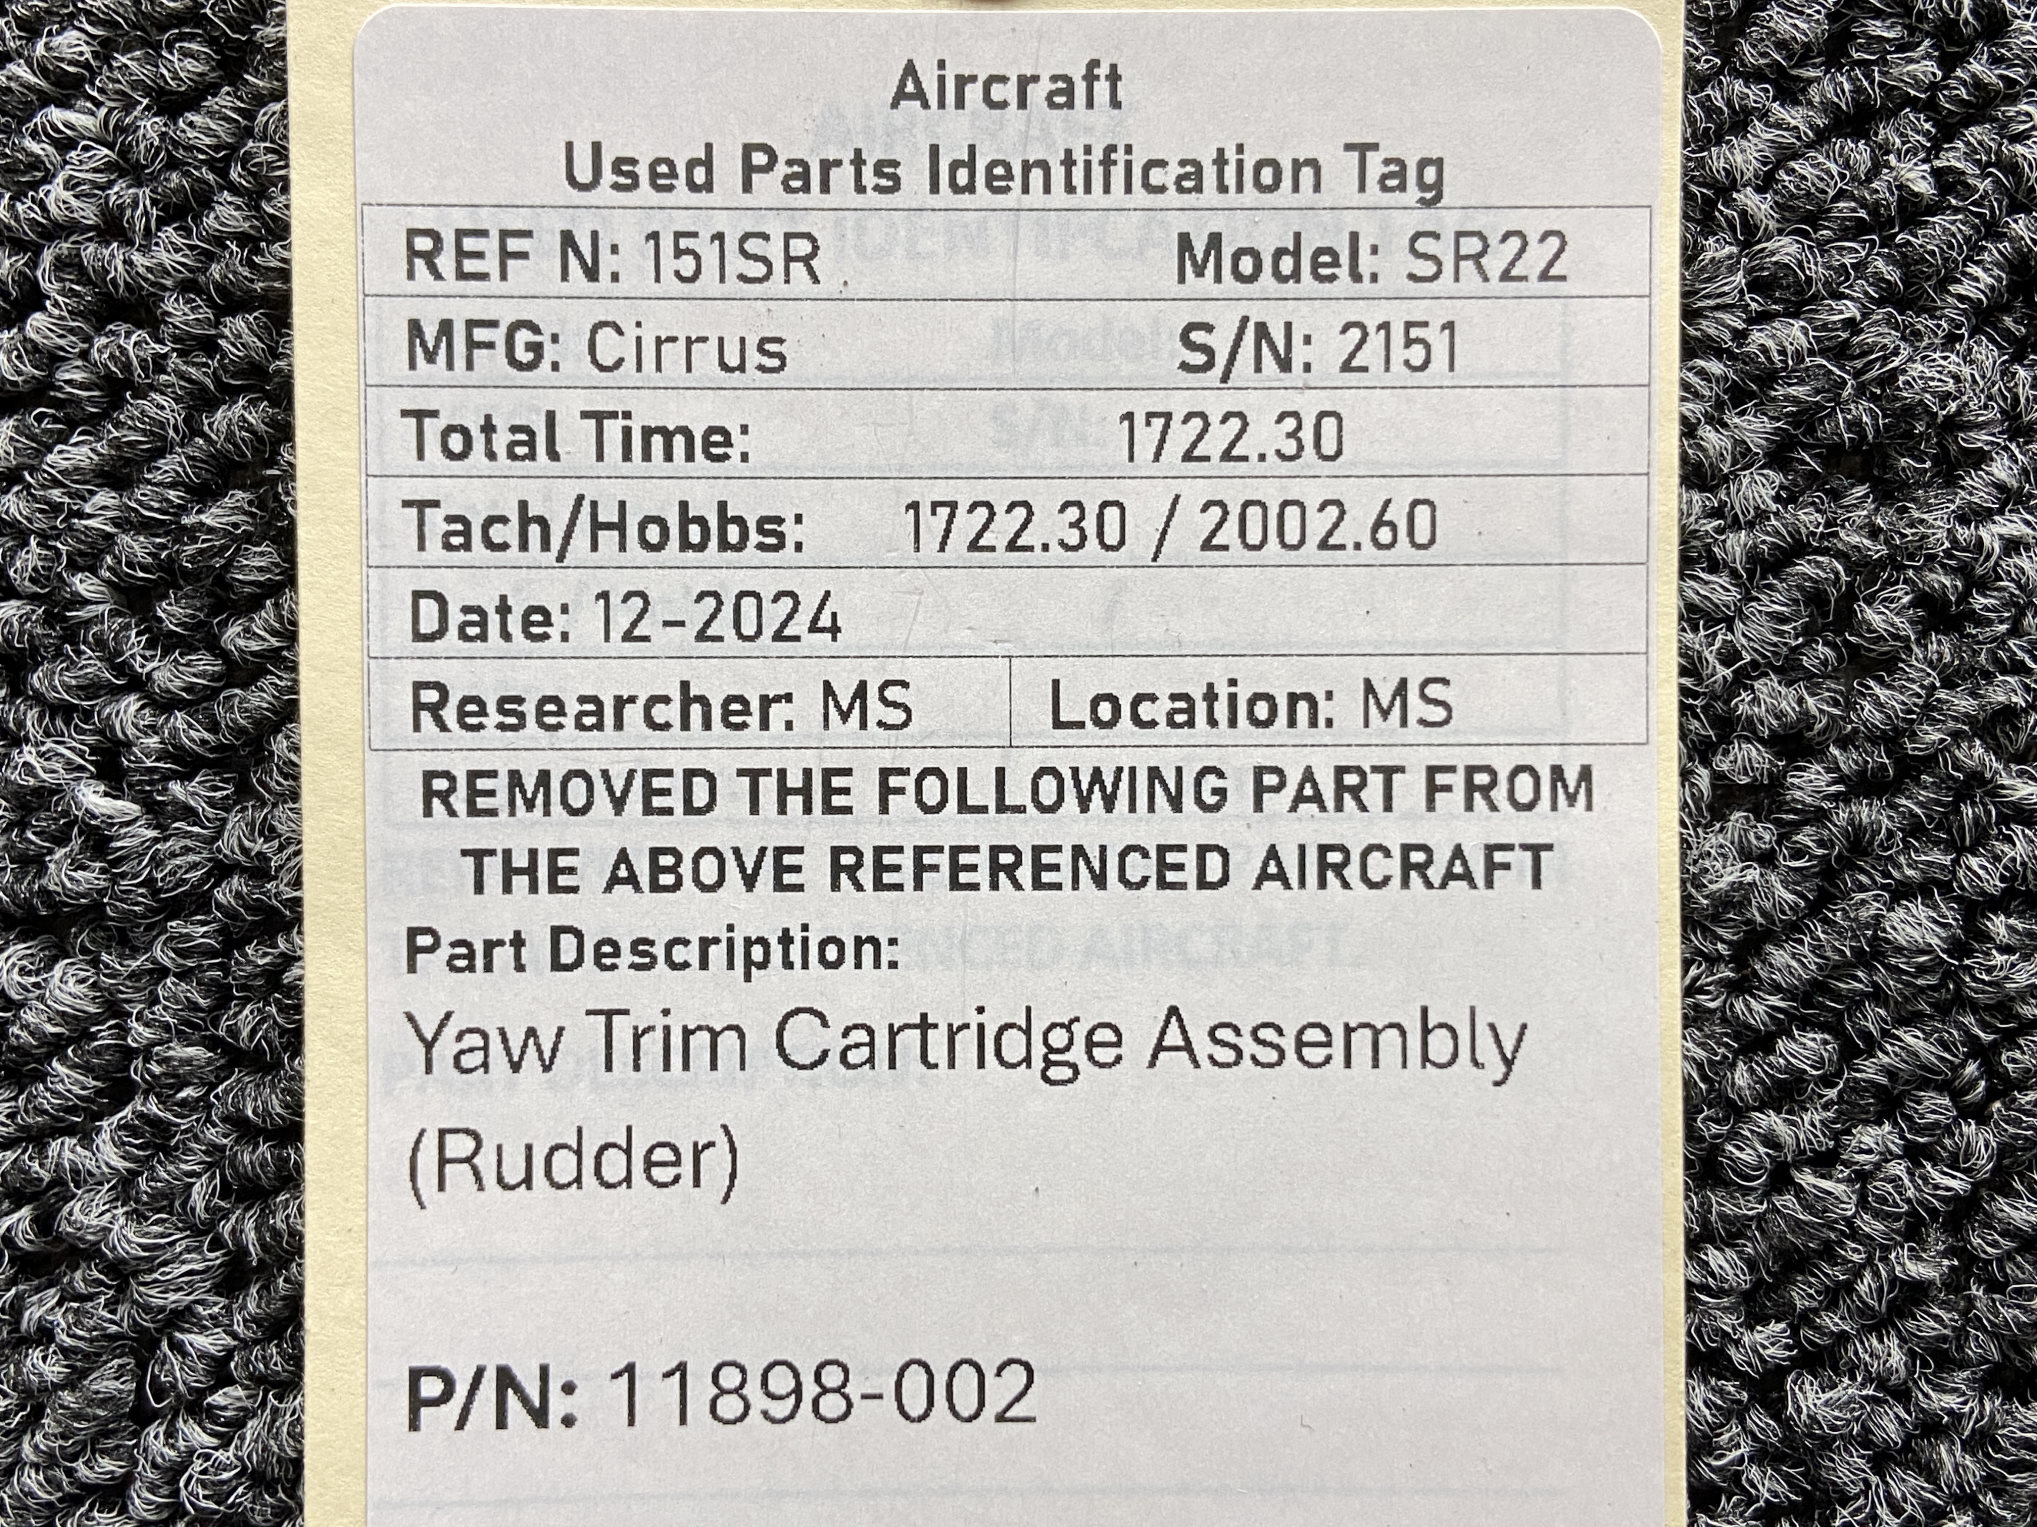 Aircraft
Used Parts Identification Tag
REF N: 151SR Model: SR22
MFG: Cirrus S/N: 2151
Total Time: 1722.30
Tach/Hobbs: 1722.30 / 2002.60
Date: 12-2024
Researcher: MS Location: MS
REMOVED THE FOLLOWING PART FROM
THE ABOVE REFERENCED AIRCRAFT
Part Description:
Yaw Trim Cartridge Assembly
(Rudder)
P/N: 11898-002